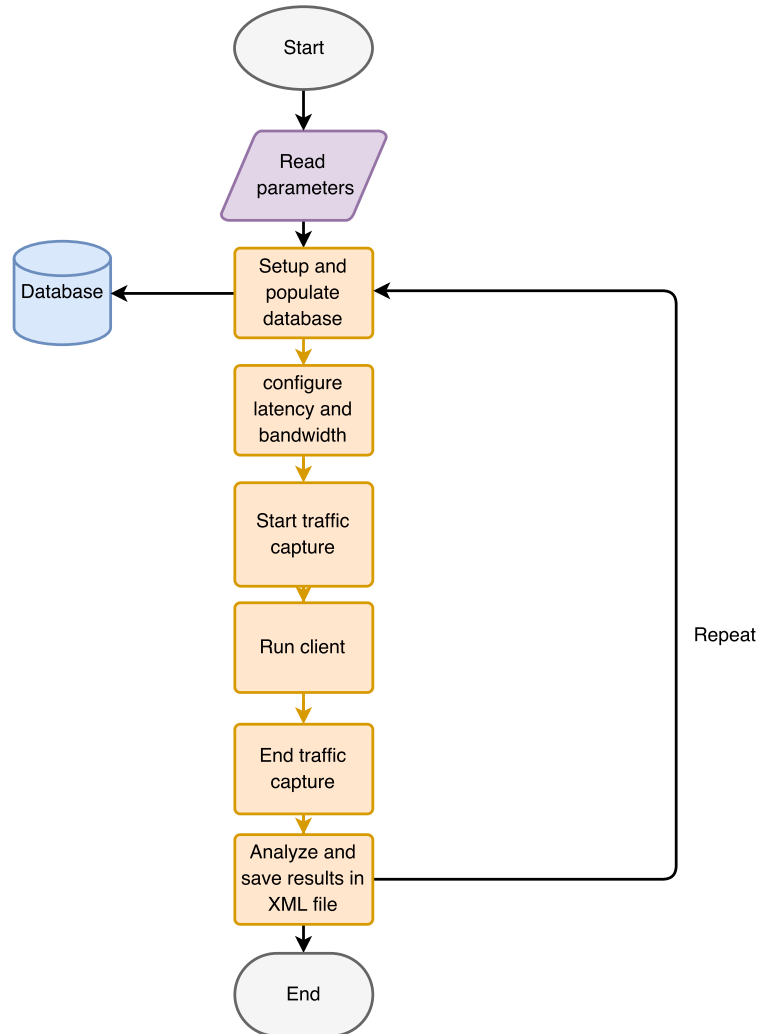 Start
Read
parameters
Setup and
populate
database
Database
configure
latency and
bandwidth
Start traffic
capture
Run client
Repeat
End traffic
capture
Analyze and
save results in
XML file
End